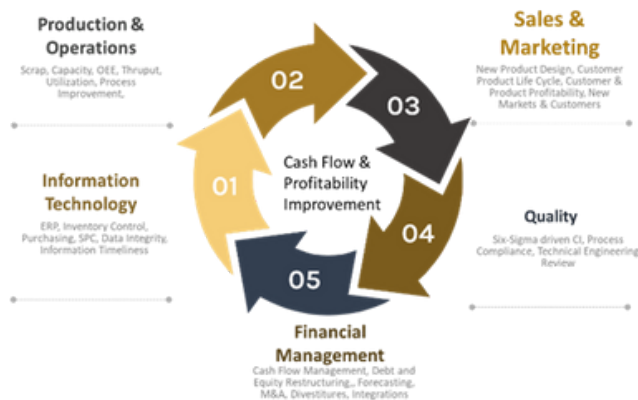 Production &
Operations
Scrap, Capacity, OEE, Thruput,
Utilization, Process
Improvement,
Sales &
Marketing
New Product Design, Customer
Product Life Cycle, Customer &
Product Profitability, New
Markets & Customers
02
03
Information
Technology
ERP, Inventory Control,
Purchasing, SPC, Data Integrity,
Information Timeliness
01
Cash Flow &
Profitability
Improvement
04
Quality
Six-Sigma driven CI, Process
Compliance, Technical Engineering
Review
05
Financial
Management
Cash Flow Management, Debt and
Equity Restructuring,, Forecasting,
M&A, Divestitures, Integrations